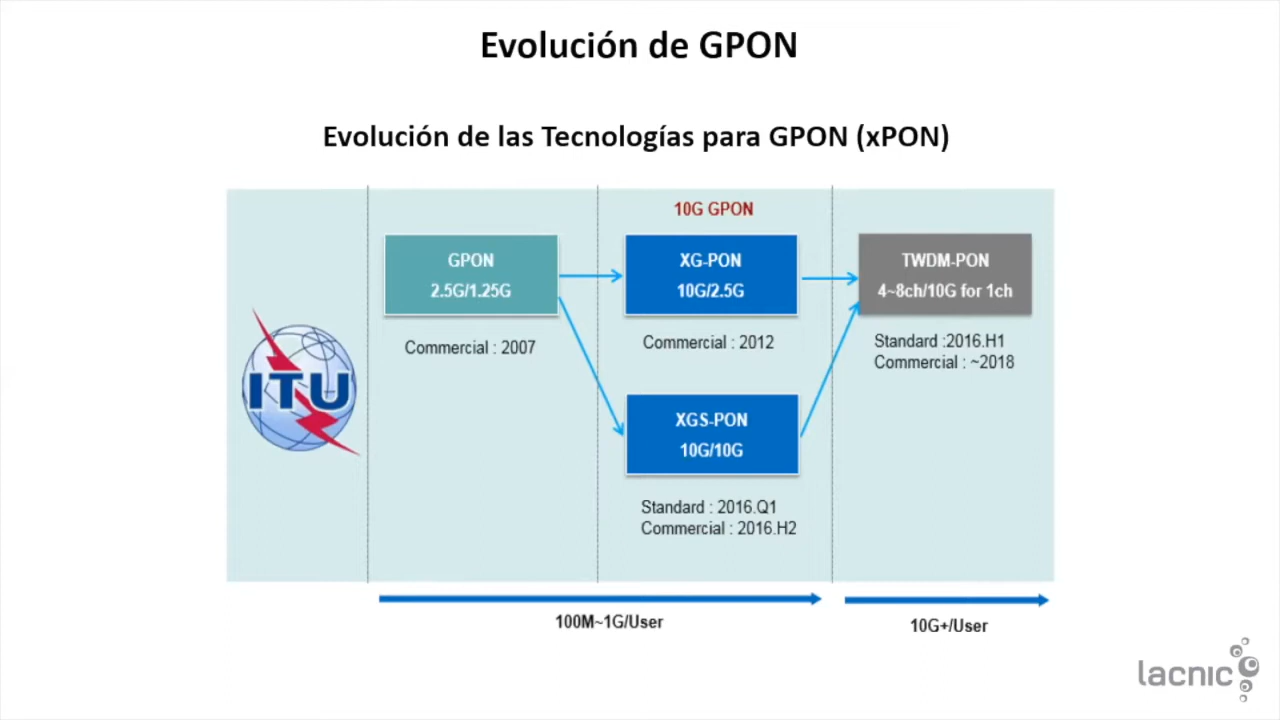 Evolución de GPON
Evolución de las Tecnologías para GPON (xPON)
10G GPON
GPON
2.5G/1.25G
Commercial : 2007
XG-PON
10G/2.5G
Commercial : 2012
TWDM-PON
4~8ch/10G for 1ch
Standard :2016.H1
Commercial : ~2018
ITU
XGS-PON
10G/10G
Standard : 2016.Q1
Commercial : 2016.H2
100M~1G/User
10G+/User
lacnic